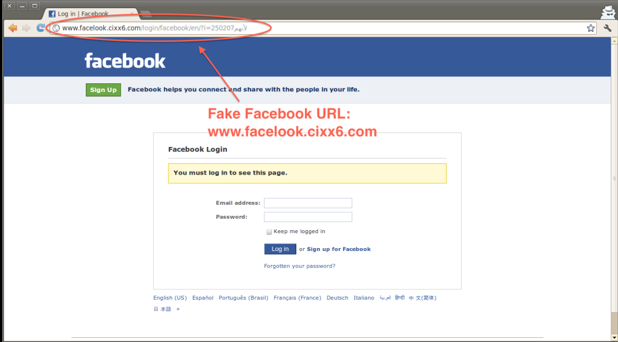 Log in | Facebook
www.facelook.cixx6.com/login/facebook/en/?i=250207
facebook
Sign Up Facebook helps you connect and share with the people in your life.
Fake Facebook URL:
www.facelook.cixx6.com
Facebook Login
You must log in to see this page.
Email address:
Password:
Keep me logged in
Log in or Sign up for Facebook
Forgotten your password?
English (US) Español Português (Brasil) Français (France) Deutsch Italiano العربية हिन्दी 中文(简体)
日本語 »